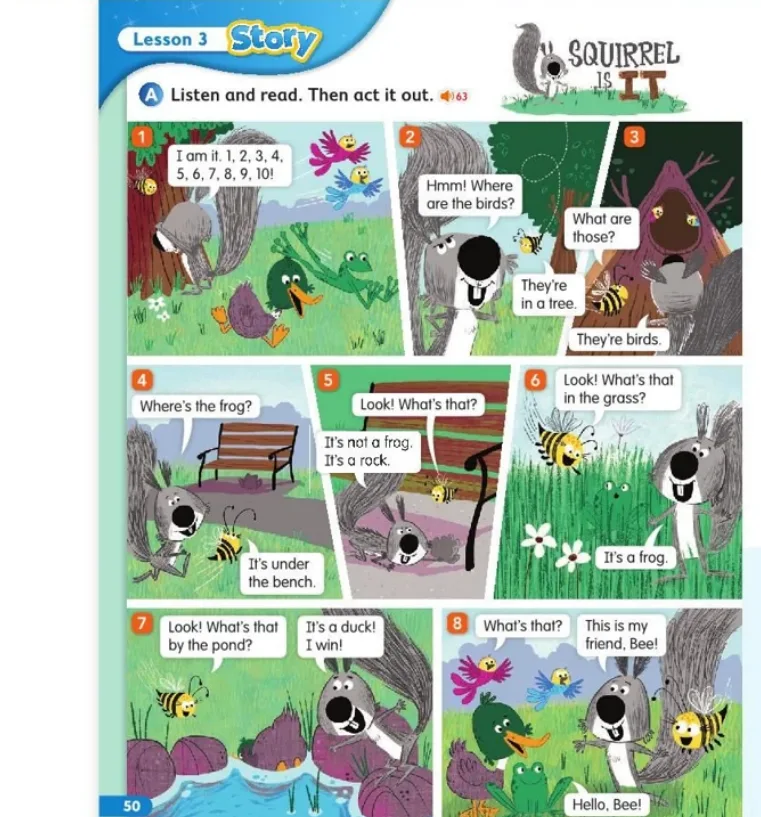 Lesson 3 Story
SQUIRREL
IS IT
A Listen and read. Then act it out. 63
1
I am it. 1, 2, 3, 4,
5, 6, 7, 8, 9, 10!
2
Hmm! Where
are the birds?
They're
in a tree.
3
What are
those?
They're birds.
4
Where's the frog?
It's under
the bench.
5
Look! What's that?
It's not a frog.
It's a rock.
6
Look! What's that
in the grass?
It's a frog.
7
Look! What's that
by the pond?
It's a duck!
I win!
8
What's that?
This is my
friend, Bee!
Hello, Bee!
50